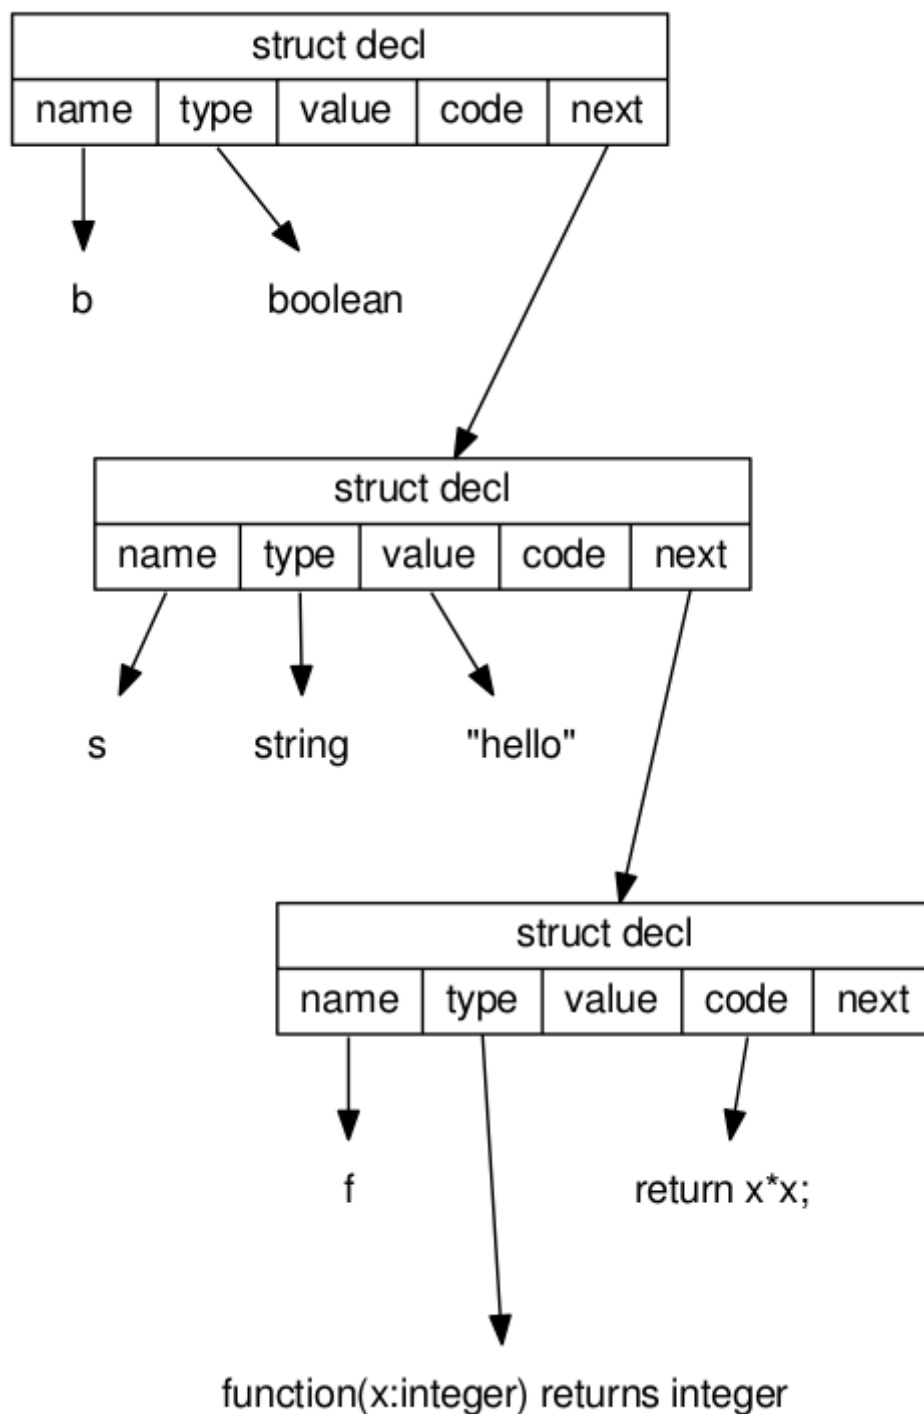 struct decl
name type value code next
b boolean
struct decl
name type value code next
s string "hello"
struct decl
name type value code next
f return x*x;
function(x:integer) returns integer